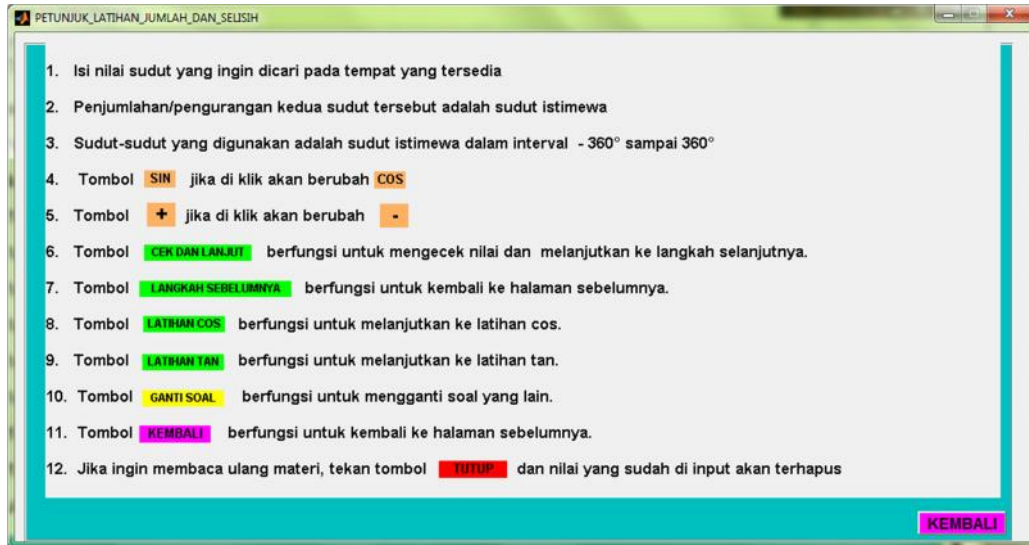 PETUNJUK_LATIHAN_JUMLAH_DAN_SELISIH
1. Isi nilai sudut yang ingin dicari pada tempat yang tersedia
2. Penjumlahan/pengurangan kedua sudut tersebut adalah sudut istimewa
3. Sudut-sudut yang digunakan adalah sudut istimewa dalam interval - 360° sampai 360°
4. Tombol SIN jika di klik akan berubah COS
5. Tombol + jika di klik akan berubah -
6. Tombol CEK DAN LANJUT berfungsi untuk mengecek nilai dan melanjutkan ke langkah selanjutnya.
7. Tombol LANGKAH SEBELUMNYA berfungsi untuk kembali ke halaman sebelumnya.
8. Tombol LATIHAN COS berfungsi untuk melanjutkan ke latihan cos.
9. Tombol LATIHAN TAN berfungsi untuk melanjutkan ke latihan tan.
10. Tombol GANTI SOAL berfungsi untuk mengganti soal yang lain.
11. Tombol KEMBALI berfungsi untuk kembali ke halaman sebelumnya.
12. Jika ingin membaca ulang materi, tekan tombol TUTUP dan nilai yang sudah di input akan terhapus
KEMBALI